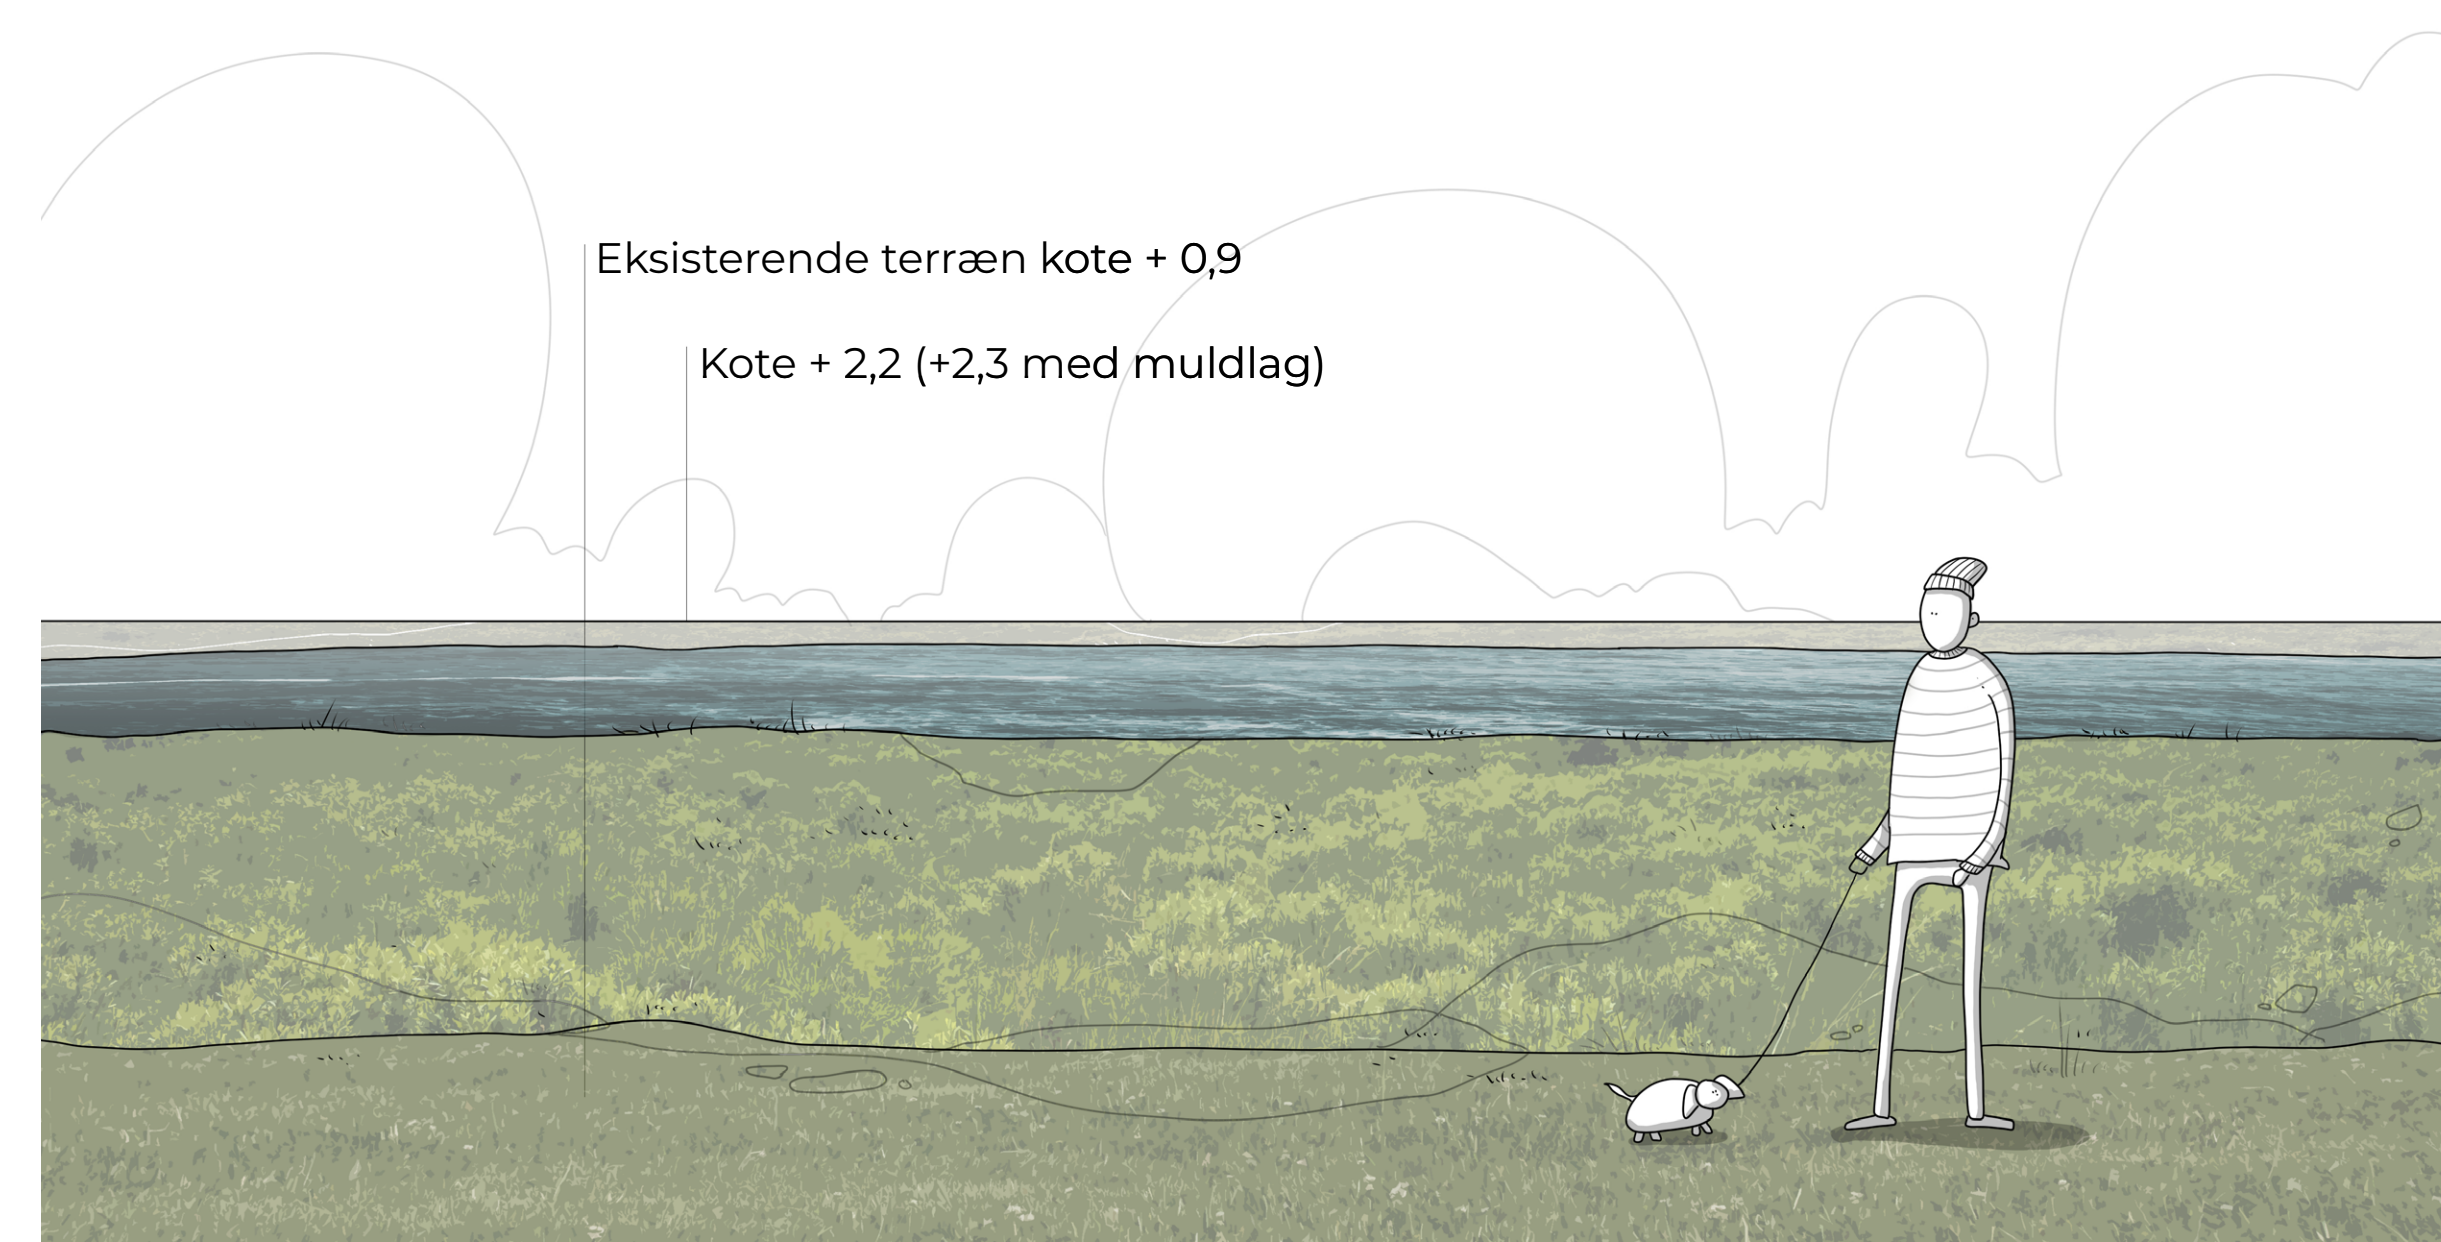 Eksisterende terræn kote + 0,9
Kote + 2,2 (+2,3 med muldlag)